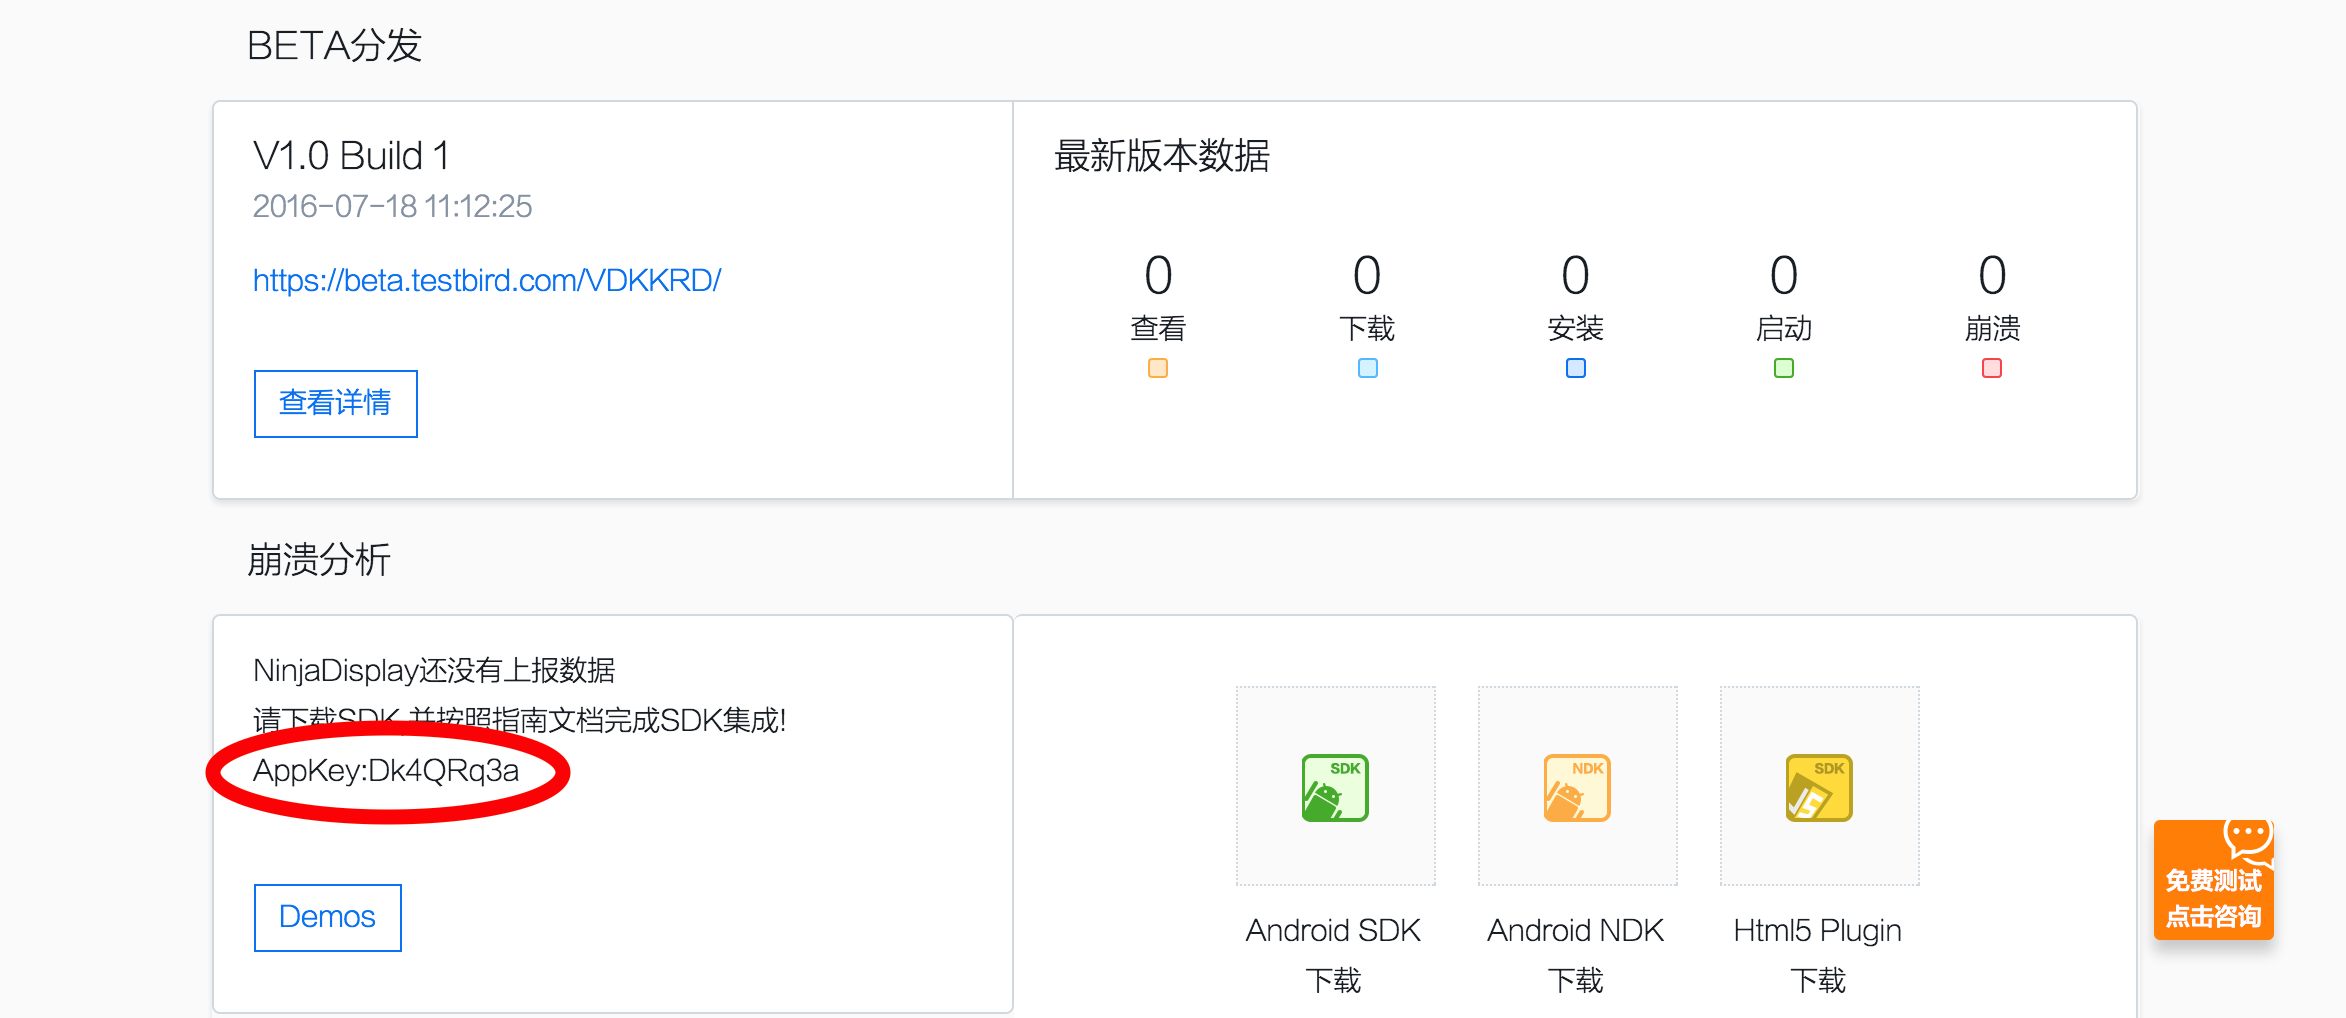 BETA分发
V1.0 Build 1
2016-07-18 11:12:25
https://beta.testbird.com/VDKKRD/
查看详情
最新版本数据
0 0 0 0 0
查看 下载 安装 启动 崩溃
崩溃分析
NinjaDisplay还没有上报数据
请下载SDK,并按照指南文档完成SDK集成!
AppKey:Dk4QRq3a
Demos
SDK NDK SDK
Android SDK Android NDK Html5 Plugin
下载 下载 下载
免费测试
点击咨询